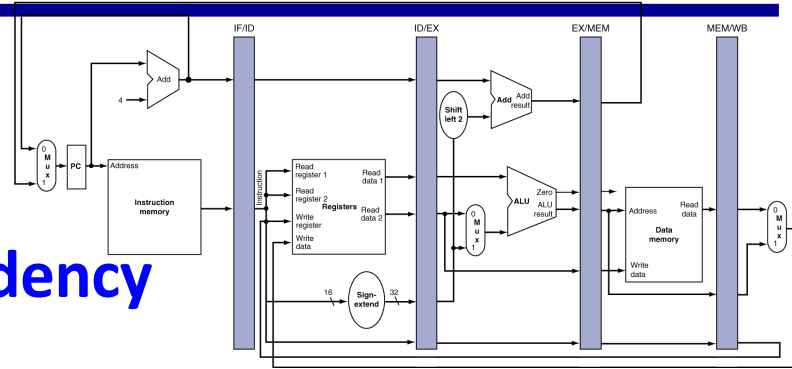 IF/ID
ID/EX
EX/MEM
MEM/WB
Add
4
Shift
left 2
Add
Add
result
0
M
u
x
1
PC
Address
Instruction
memory
Instruction
Read
register 1
Read
register 2
Write
register
Write
data
Registers
Read
data 1
Read
data 2
0
M
u
x
1
Zero
ALU
ALU
result
Address
Read
data
Data
memory
Write
data
0
M
u
x
1
16
Sign-
extend
32
dency